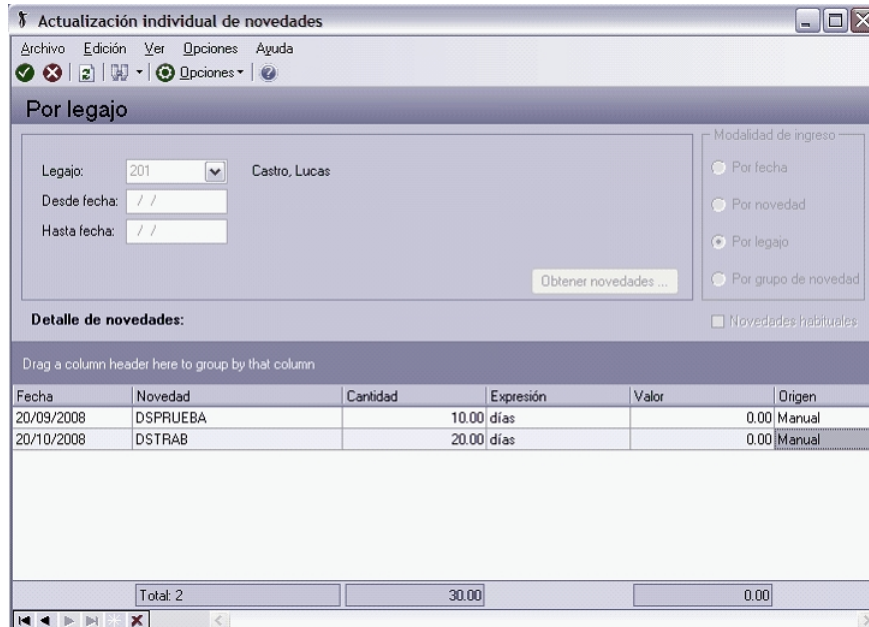 Actualización individual de novedades
Archivo Edición Ver Opciones Ayuda
Opciones
Por legajo
Modalidad de ingreso
Legajo: 201 Castro, Lucas
Por fecha
Desde fecha: / /
Por novedad
Hasta fecha: / /
Por legajo
Obtener novedades ...
Por grupo de novedad
Detalle de novedades:
Novedades habituales
Drag a column header here to group by that column
Fecha Novedad Cantidad Expresión Valor Origen
20/09/2008 DSPRUEBA 10.00 días 0.00 Manual
20/10/2008 DSTRAB 20.00 días 0.00 Manual
Total: 2 30.00 0.00